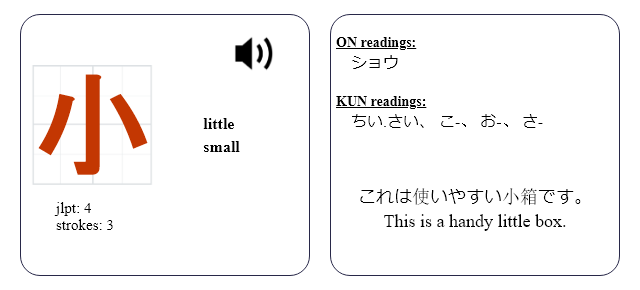 小
little
small
jlpt: 4
strokes: 3
ON readings:
ショウ
KUN readings:
ちい.さい、 こ-、 お-、 さ-
これは使いやすい小箱です。
This is a handy little box.